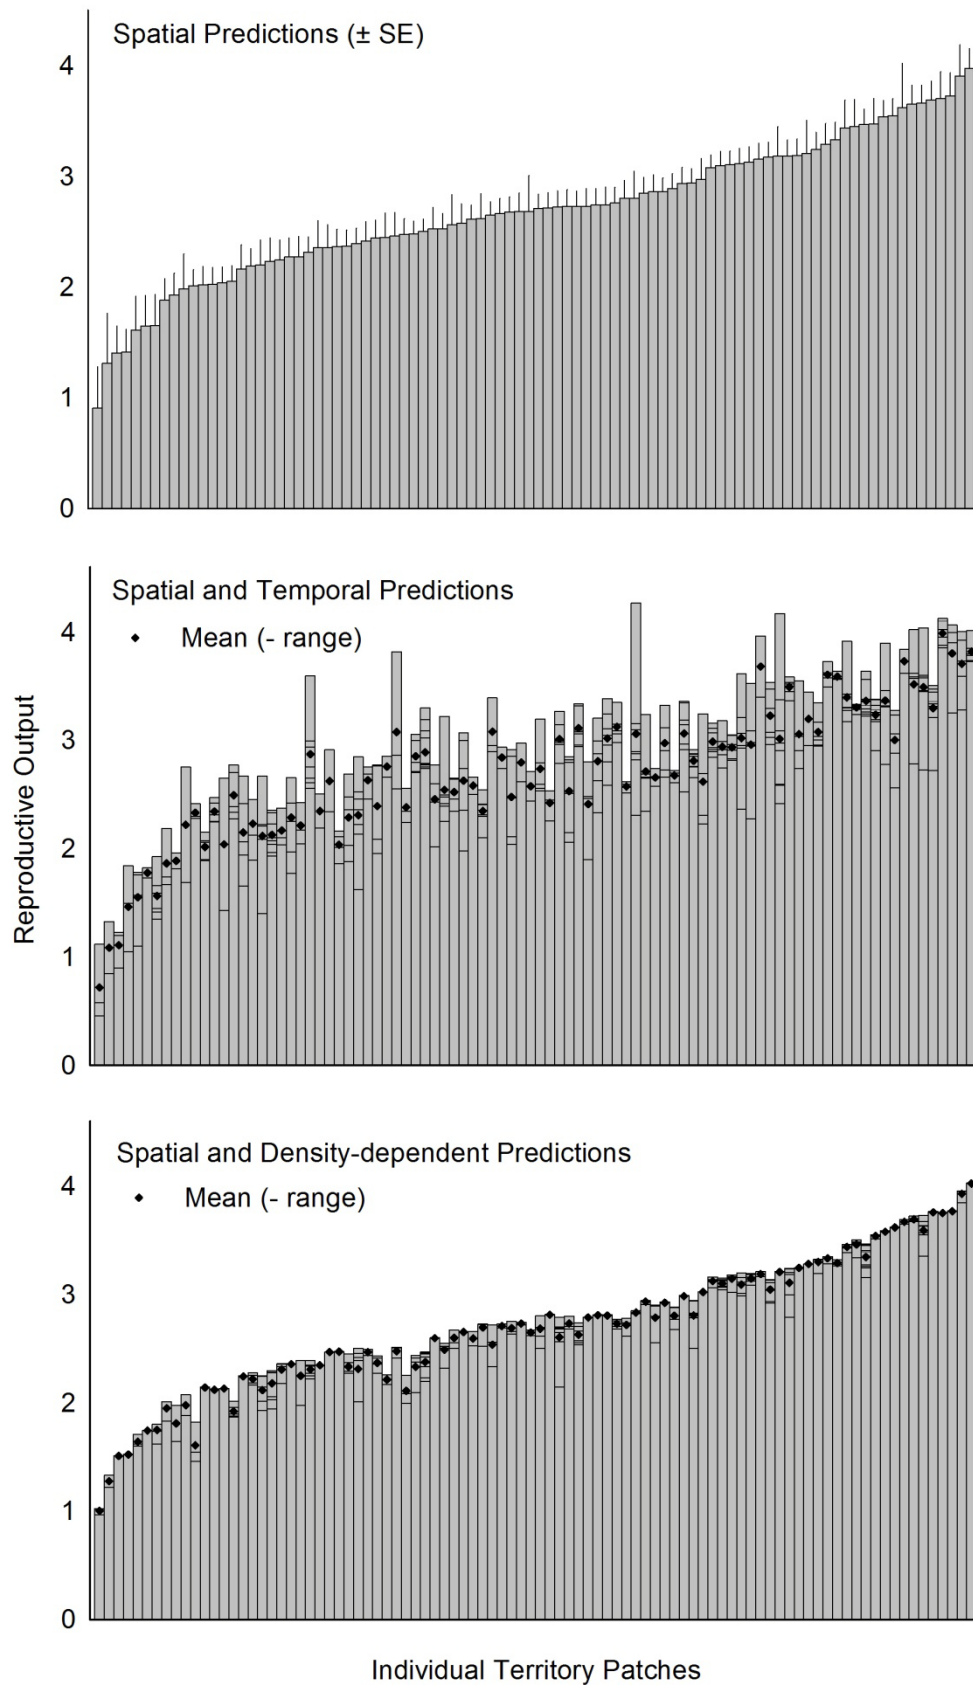 Spatial Predictions (± SE)
4
3
2
1
0
Spatial and Temporal Predictions
Mean (- range)
4
3
2
1
0
Reproductive Output
Spatial and Density-dependent Predictions
Mean (- range)
4
3
2
1
0
Individual Territory Patches